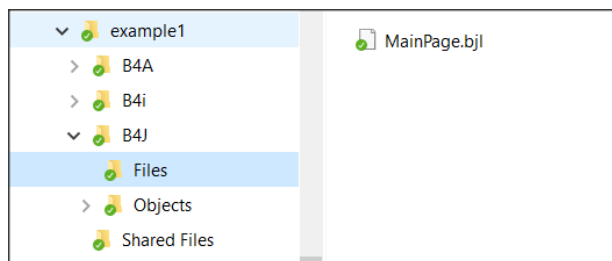 example1
B4A
B4i
B4J
Files
Objects
Shared Files
MainPage.bjl